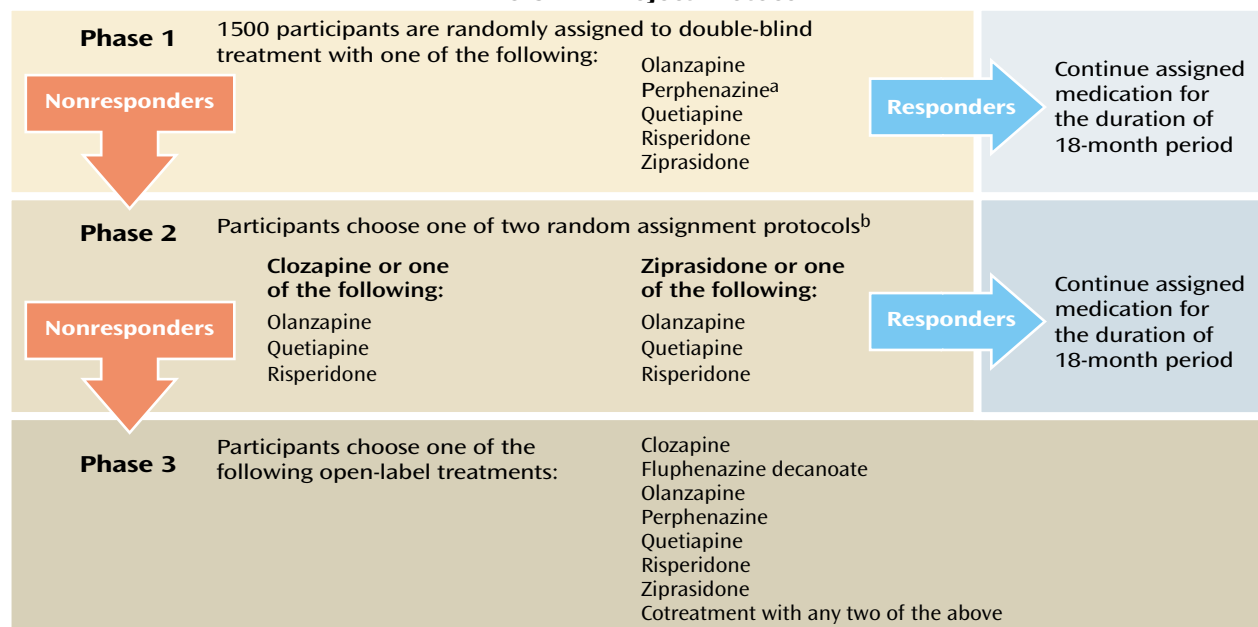 Phase 1
1500 participants are randomly assigned to double-blind
treatment with one of the following:
Olanzapine
Perphenazineᵃ
Quetiapine
Risperidone
Ziprasidone
Nonresponders
Responders
Continue assigned
medication for
the duration of
18-month period
Phase 2
Participants choose one of two random assignment protocolsᵇ
Clozapine or one
of the following:
Olanzapine
Quetiapine
Risperidone
Ziprasidone or one
of the following:
Olanzapine
Quetiapine
Risperidone
Nonresponders
Responders
Continue assigned
medication for
the duration of
18-month period
Phase 3
Participants choose one of the
following open-label treatments:
Clozapine
Fluphenazine decanoate
Olanzapine
Perphenazine
Quetiapine
Risperidone
Ziprasidone
Cotreatment with any two of the above